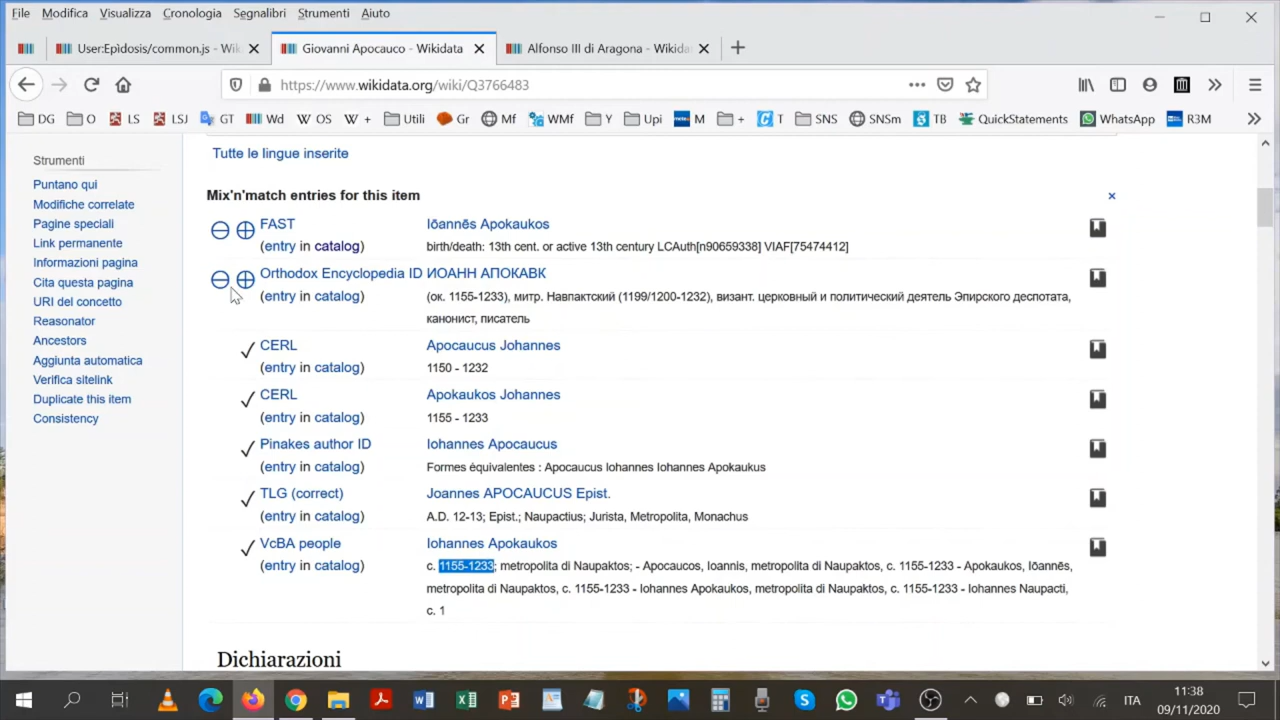 File Modifica Visualizza Cronologia Segnalibri Strumenti Aiuto
User:Epìdosis/common.js - Wik
Giovanni Apocauco - Wikidata
Alfonso III di Aragona - Wikida
https://www.wikidata.org/wiki/Q3766483
DG O LS LSJ GT Wd OS + Utili Gr Mf WMf Y Upi M + T SNS SNSm TB QuickStatements WhatsApp R3M
Strumenti
Puntano qui
Modifiche correlate
Pagine speciali
Link permanente
Informazioni pagina
Cita questa pagina
URI del concetto
Reasonator
Ancestors
Aggiunta automatica
Verifica sitelink
Duplicate this item
Consistency
Tutte le lingue inserite
Mix'n'match entries for this item
FAST Iōannēs Apokaukos
(entry in catalog) birth/death: 13th cent. or active 13th century LCAuth[n90659338] VIAF[75474412]
Orthodox Encyclopedia ID ИОАНН АПОКАВК
(entry in catalog) (ок. 1155-1233), митр. Навпактский (1199/1200-1232), визант. церковный и политический деятель Эпирского деспотата,
канонист, писатель
CERL Apocaucus Johannes
(entry in catalog) 1150 - 1232
CERL Apokaukos Johannes
(entry in catalog) 1155 - 1233
Pinakes author ID Iohannes Apocaucus
(entry in catalog) Formes équivalentes : Apocaucus Iohannes Iohannes Apokaukus
TLG (correct) Joannes APOCAUCUS Epist.
(entry in catalog) A.D. 12-13; Epist.; Naupactius; Jurista, Metropolita, Monachus
VcBA people Iohannes Apokaukos
(entry in catalog) c. 1155-1233; metropolita di Naupaktos; - Apocaucos, Ioannis, metropolita di Naupaktos, c. 1155-1233 - Apokaukos, Iōannēs,
metropolita di Naupaktos, c. 1155-1233 - Iohannes Apokaukos, metropolita di Naupaktos, c. 1155-1233 - Iohannes Naupacti,
c. 1
Dichiarazioni
ITA
11:38
09/11/2020